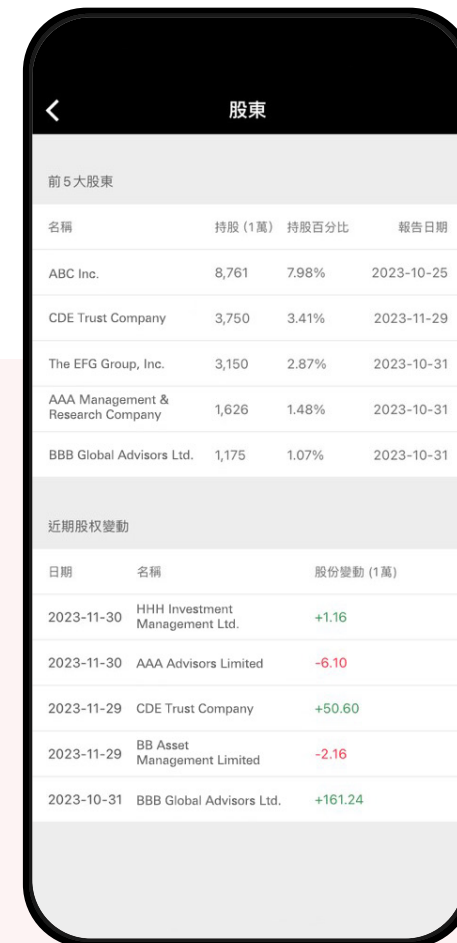 股東
前5大股東
名稱 持股 (1萬) 持股百分比 報告日期
ABC Inc. 8,761 7.98% 2023-10-25
CDE Trust Company 3,750 3.41% 2023-11-29
The EFG Group, Inc. 3,150 2.87% 2023-10-31
AAA Management &
Research Company 1,626 1.48% 2023-10-31
BBB Global Advisors Ltd. 1,175 1.07% 2023-10-31
近期股权變動
日期 名稱 股份變動 (1萬)
2023-11-30 HHH Investment
Management Ltd. +1.16
2023-11-30 AAA Advisors Limited -6.10
2023-11-29 CDE Trust Company +50.60
2023-11-29 BB Asset
Management Limited -2.16
2023-10-31 BBB Global Advisors Ltd. +161.24